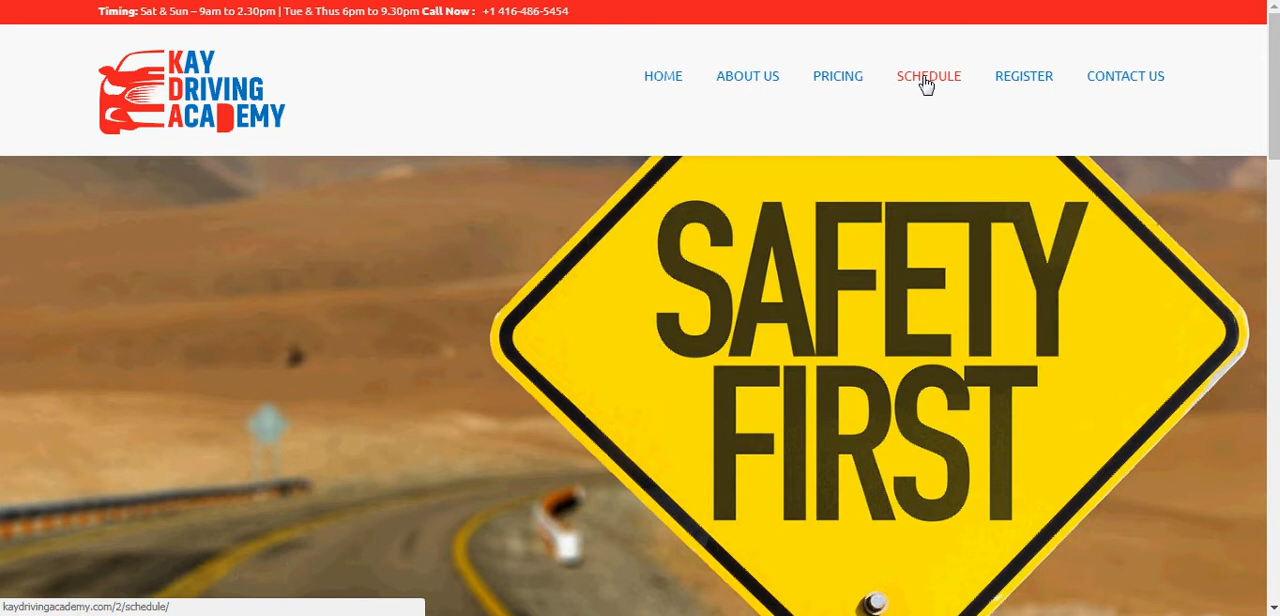 Timing: Sat & Sun – 9am to 2.30pm | Tue & Thus 6pm to 9.30pm Call Now : +1 416-486-5454
KAY
DRIVING
ACADEMY
HOME ABOUT US PRICING SCHEDULE REGISTER CONTACT US
SAFETY
FIRST
kaydrivingacademy.com/2/schedule/